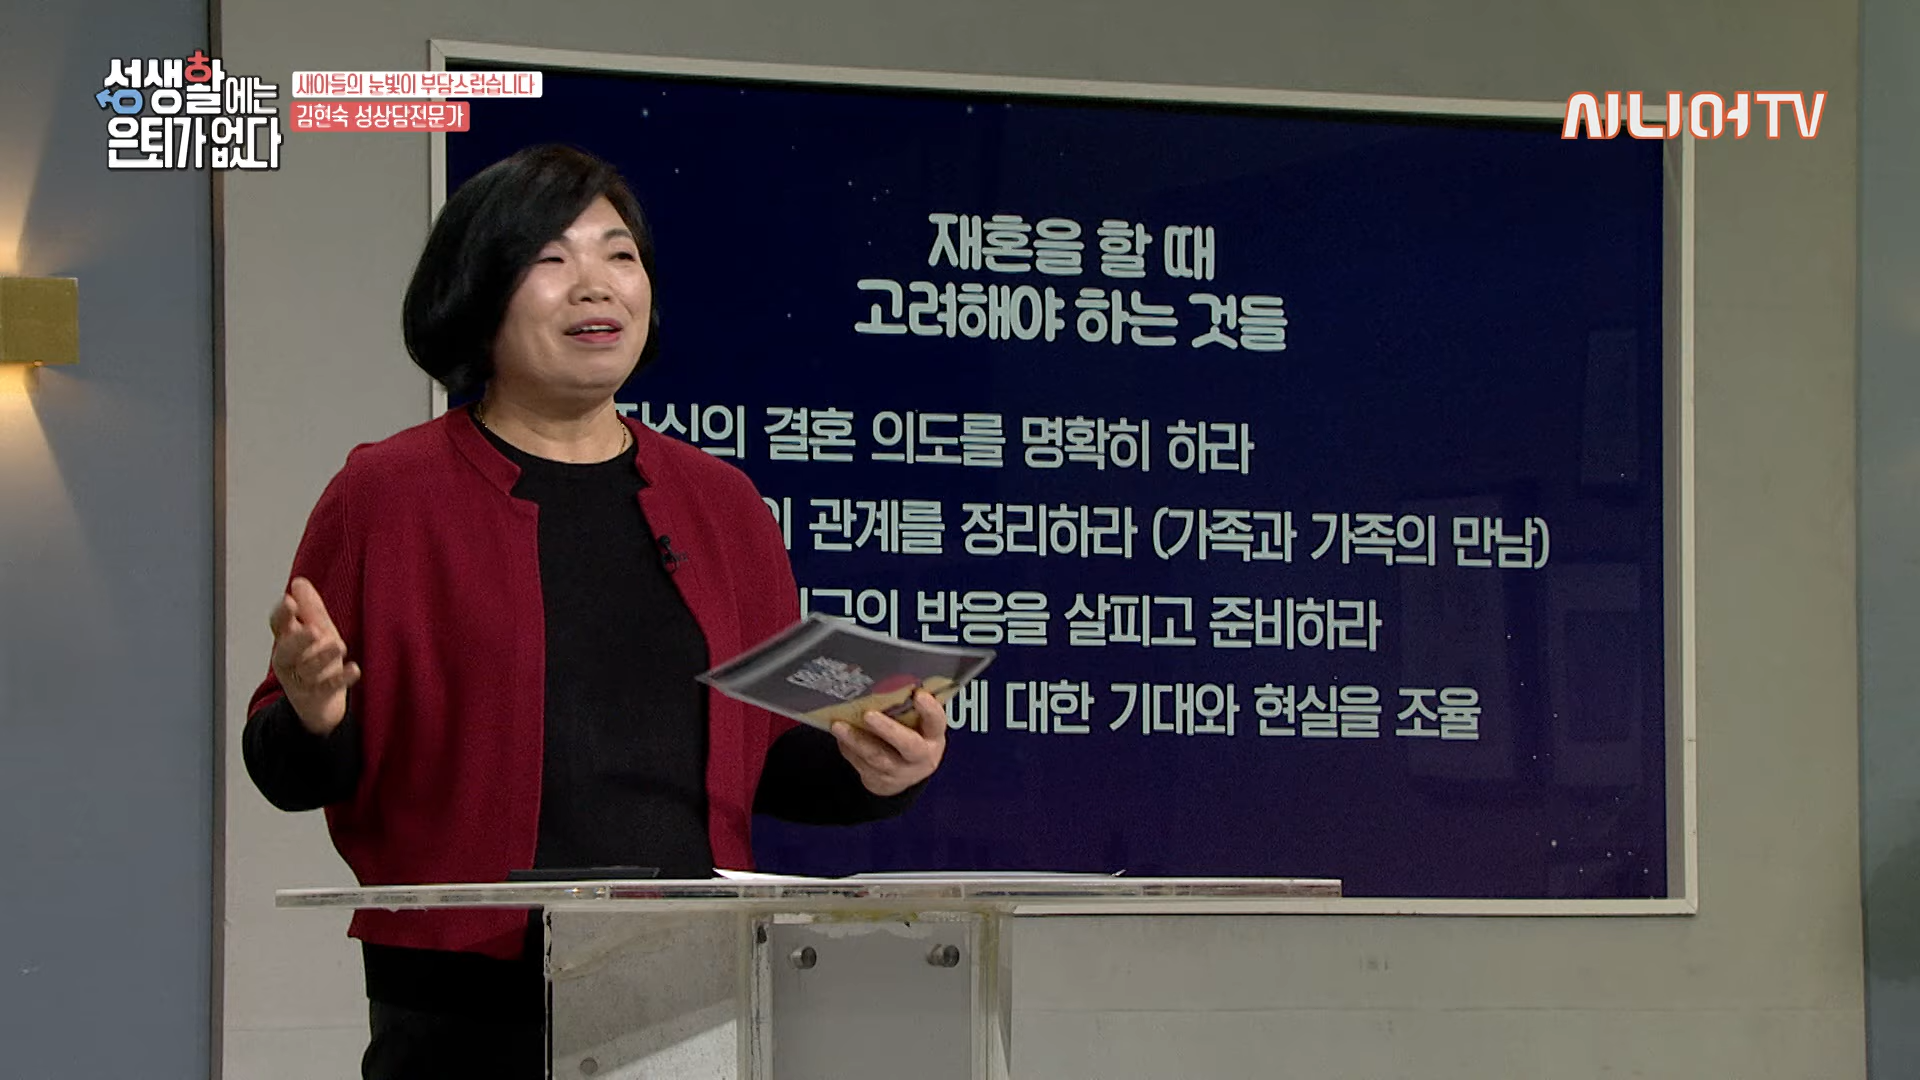 성생활에는
은퇴가 없다
새아들의 눈빛이 부담스럽습니다
김현숙 성상담전문가
시니어TV
재혼을 할 때
고려해야 하는 것들
자신의 결혼 의도를 명확히 하라
관계를 정리하라 (가족과 가족의 만남)
반응을 살피고 준비하라
에 대한 기대와 현실을 조율